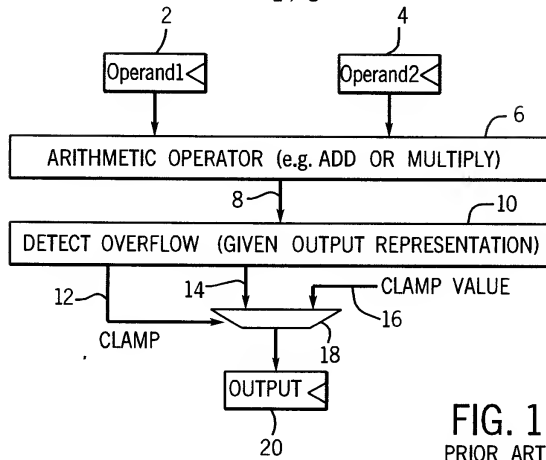 2
4
Operand1
Operand2
6
ARITHMETIC OPERATOR (e.g. ADD OR MULTIPLY)
8
10
DETECT OVERFLOW (GIVEN OUTPUT REPRESENTATION)
12
14
CLAMP VALUE
16
CLAMP
18
OUTPUT
20
FIG. 1
PRIOR ART